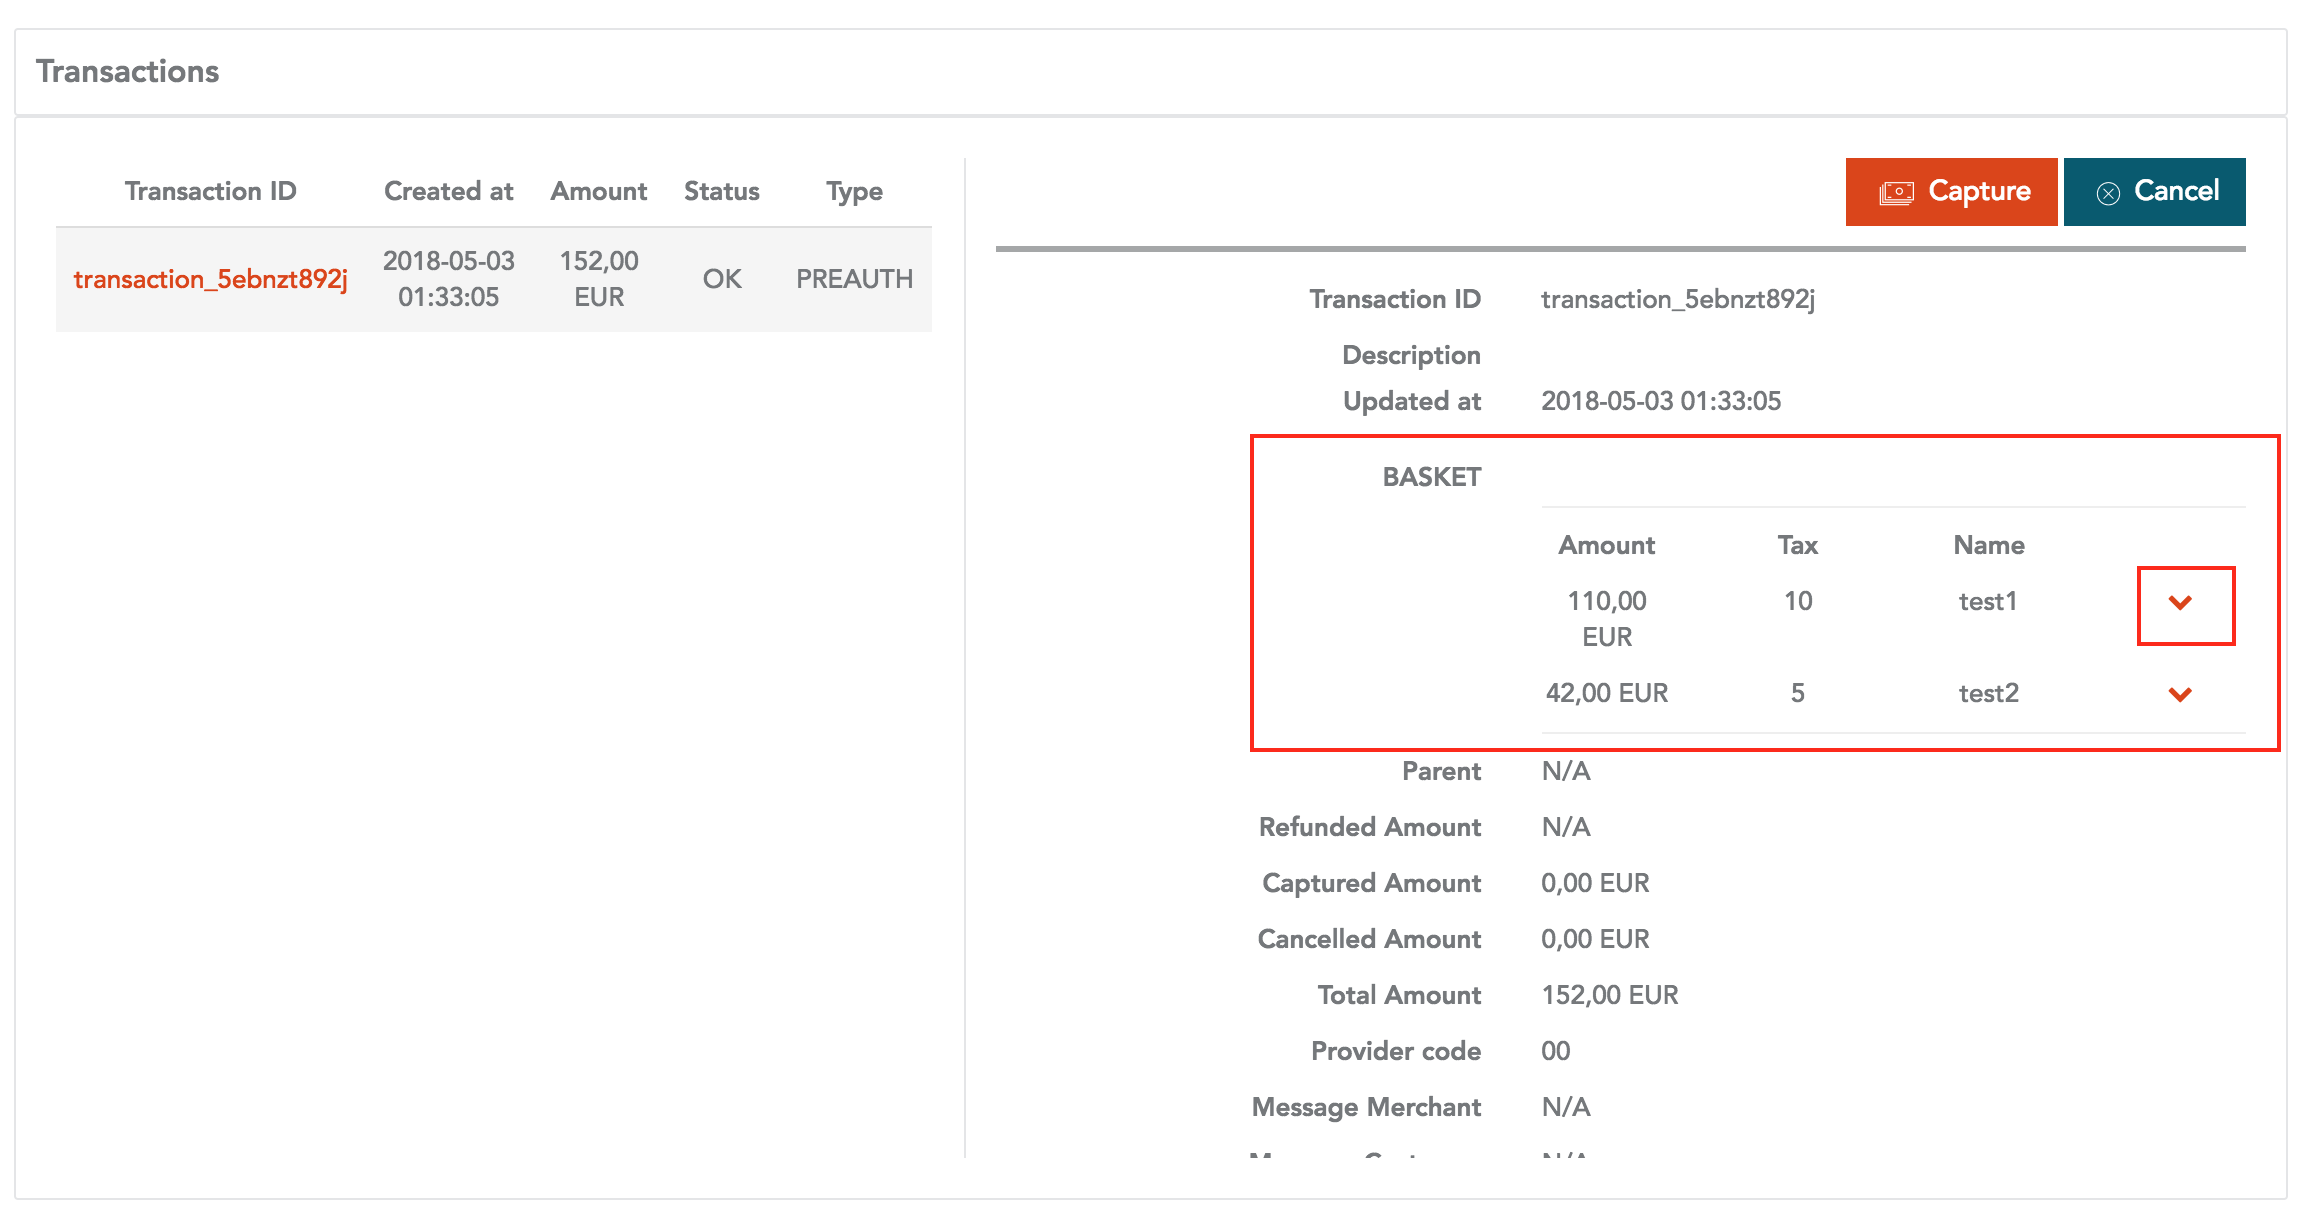 Transactions
Transaction ID Created at Amount Status Type
transaction_5ebnzt892j 2018-05-03 01:33:05 152,00 EUR OK PREAUTH
Capture Cancel
Transaction ID transaction_5ebnzt892j
Description
Updated at 2018-05-03 01:33:05
BASKET
Amount Tax Name
110,00 EUR 10 test1
42,00 EUR 5 test2
Parent N/A
Refunded Amount N/A
Captured Amount 0,00 EUR
Cancelled Amount 0,00 EUR
Total Amount 152,00 EUR
Provider code 00
Message Merchant N/A